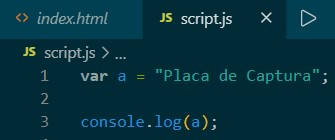 <> index.html JS script.js ×
JS script.js > ...
1 var a = "Placa de Captura";
2
3 console.log(a);